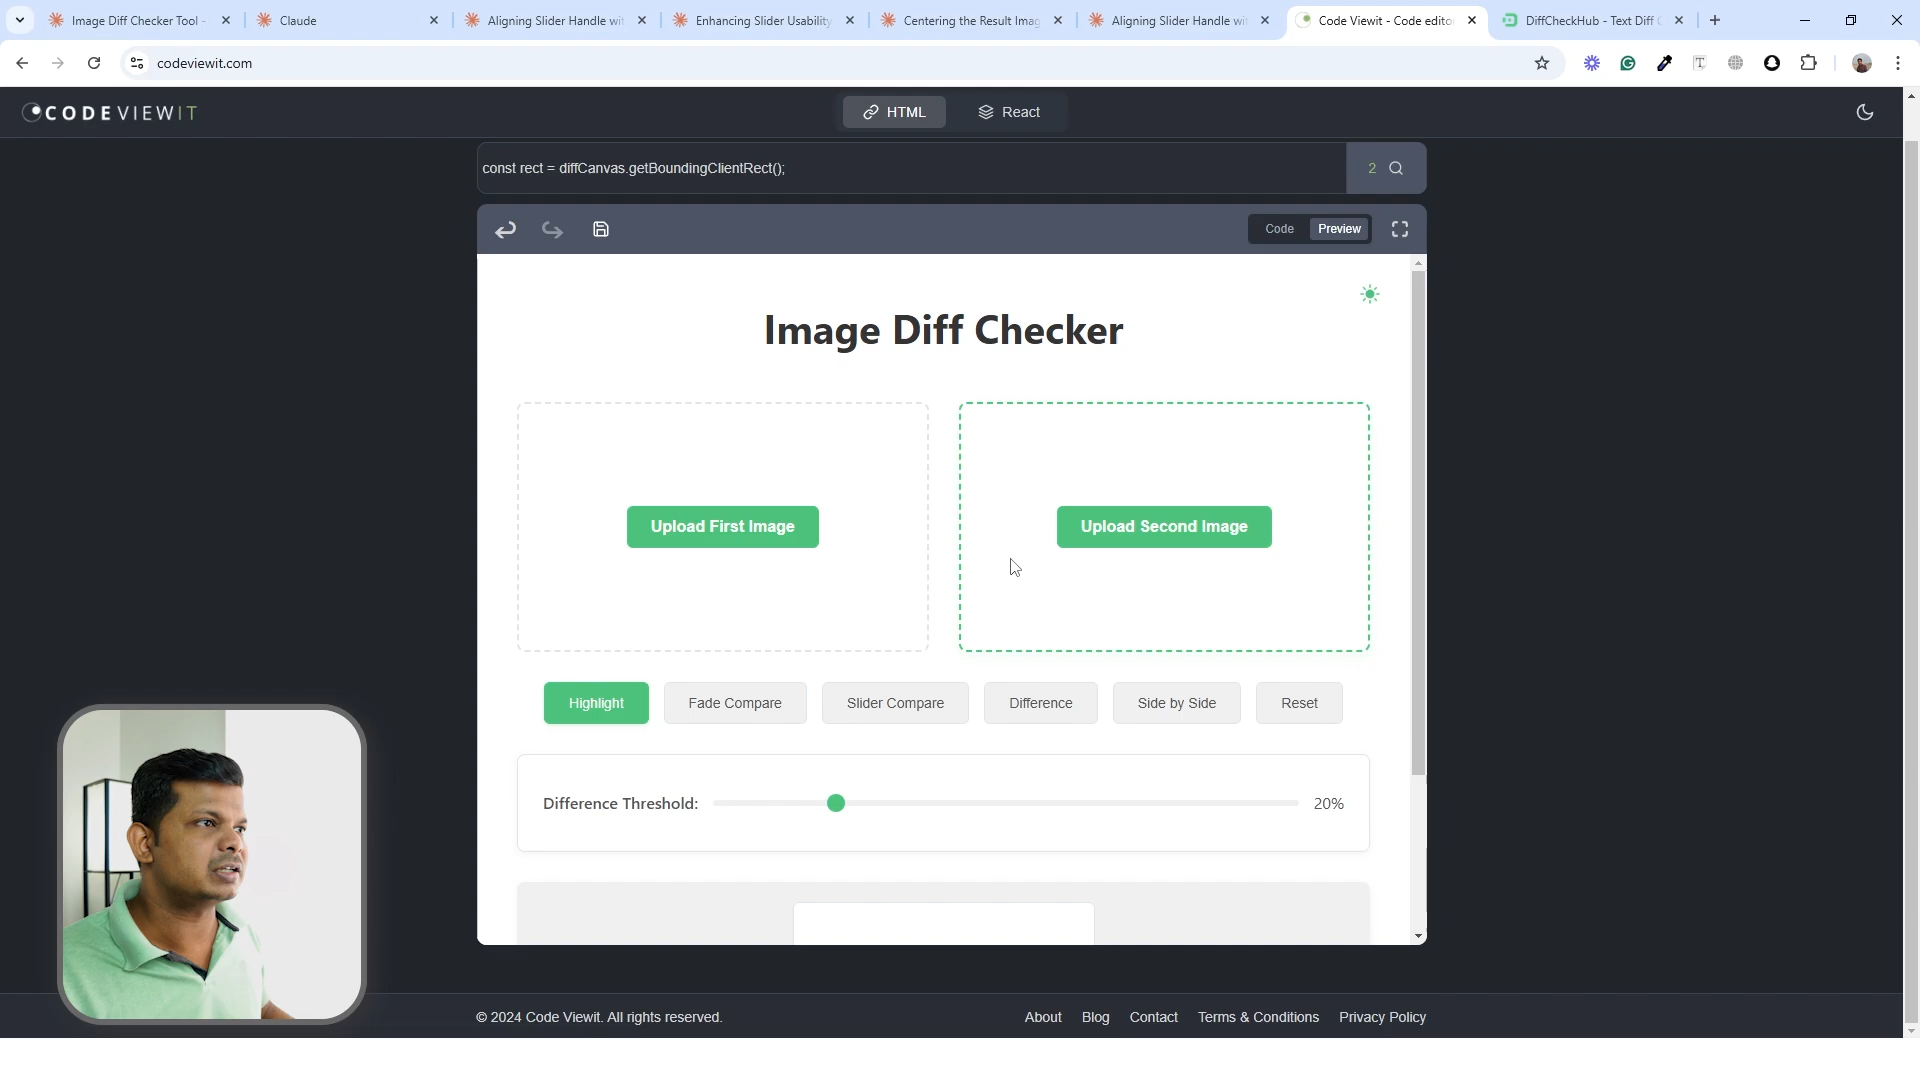 Image Diff Checker Tool -
Claude
Aligning Slider Handle wit
Enhancing Slider Usability
Centering the Result Imag
Aligning Slider Handle wit
Code Viewit - Code edito
DiffCheckHub - Text Diff C
codeviewit.com
CODEVIEWIT
HTML
React
const rect = diffCanvas.getBoundingClientRect();
2
Code
Preview
Image Diff Checker
Upload First Image
Upload Second Image
Highlight
Fade Compare
Slider Compare
Difference
Side by Side
Reset
Difference Threshold:
20%
© 2024 Code Viewit. All rights reserved.
About
Blog
Contact
Terms & Conditions
Privacy Policy